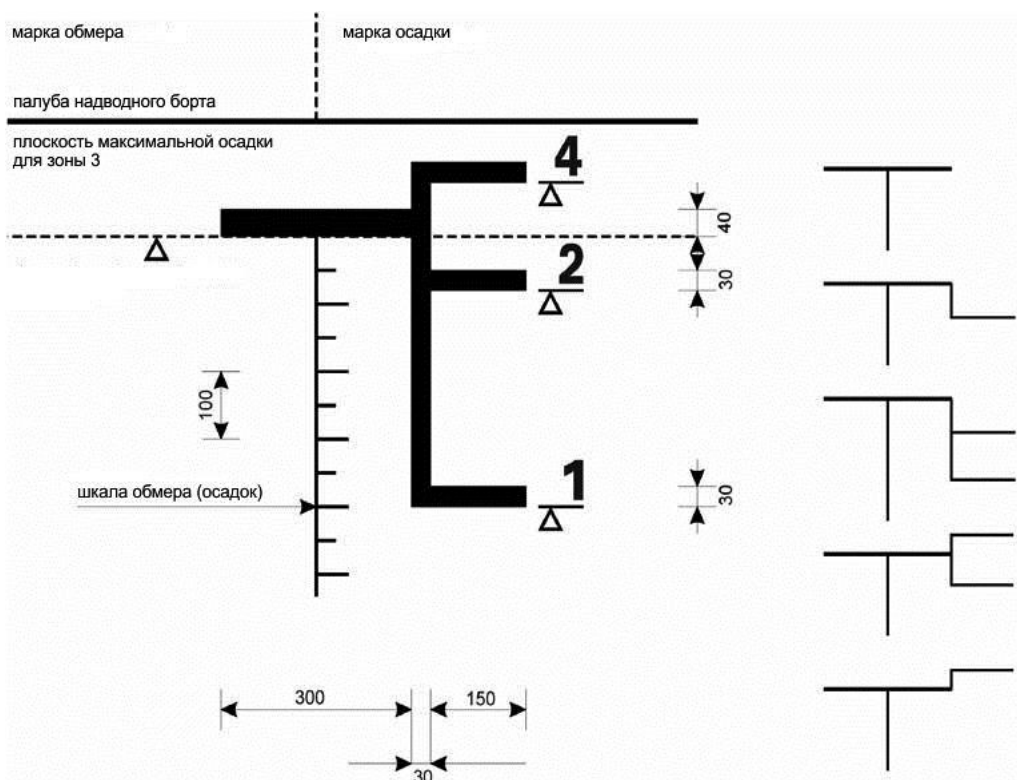 марка обмера
марка осадки
палуба надводного борта
плоскость максимальной осадки
для зоны 3
4
40
2
30
100
шкала обмера (осадок)
1
30
300
150
30